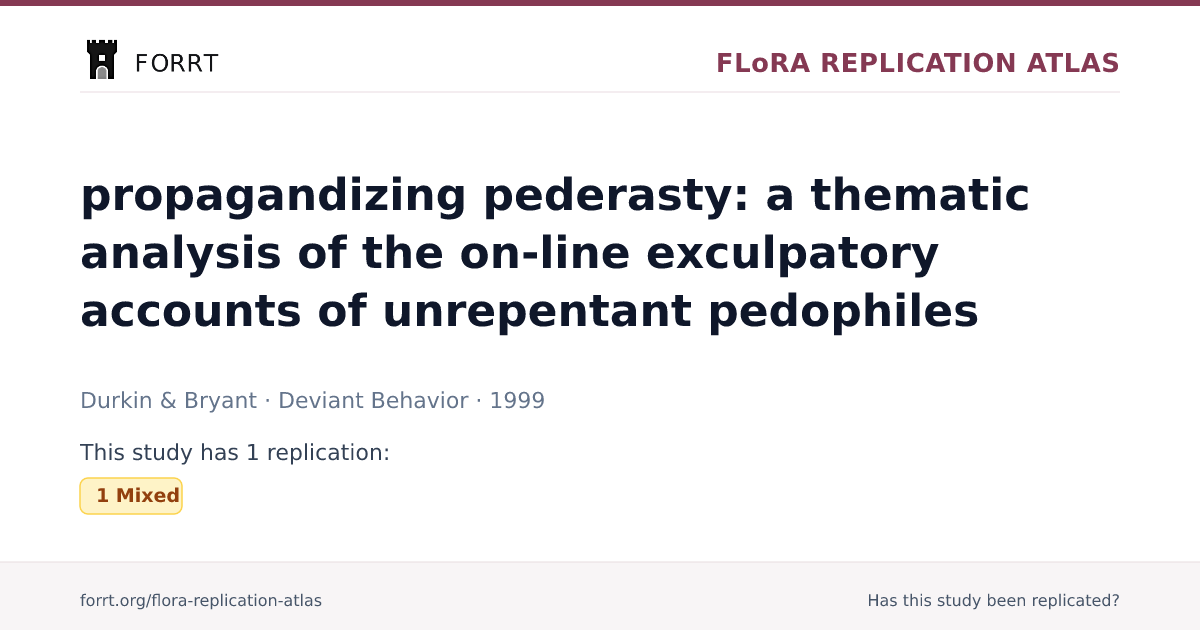 FORRT
FLoRA REPLICATION ATLAS
propagandizing pederasty: a thematic
analysis of the on-line exculpatory
accounts of unrepentant pedophiles
Durkin & Bryant · Deviant Behavior · 1999
This study has 1 replication:
1 Mixed
forrt.org/flora-replication-atlas
Has this study been replicated?